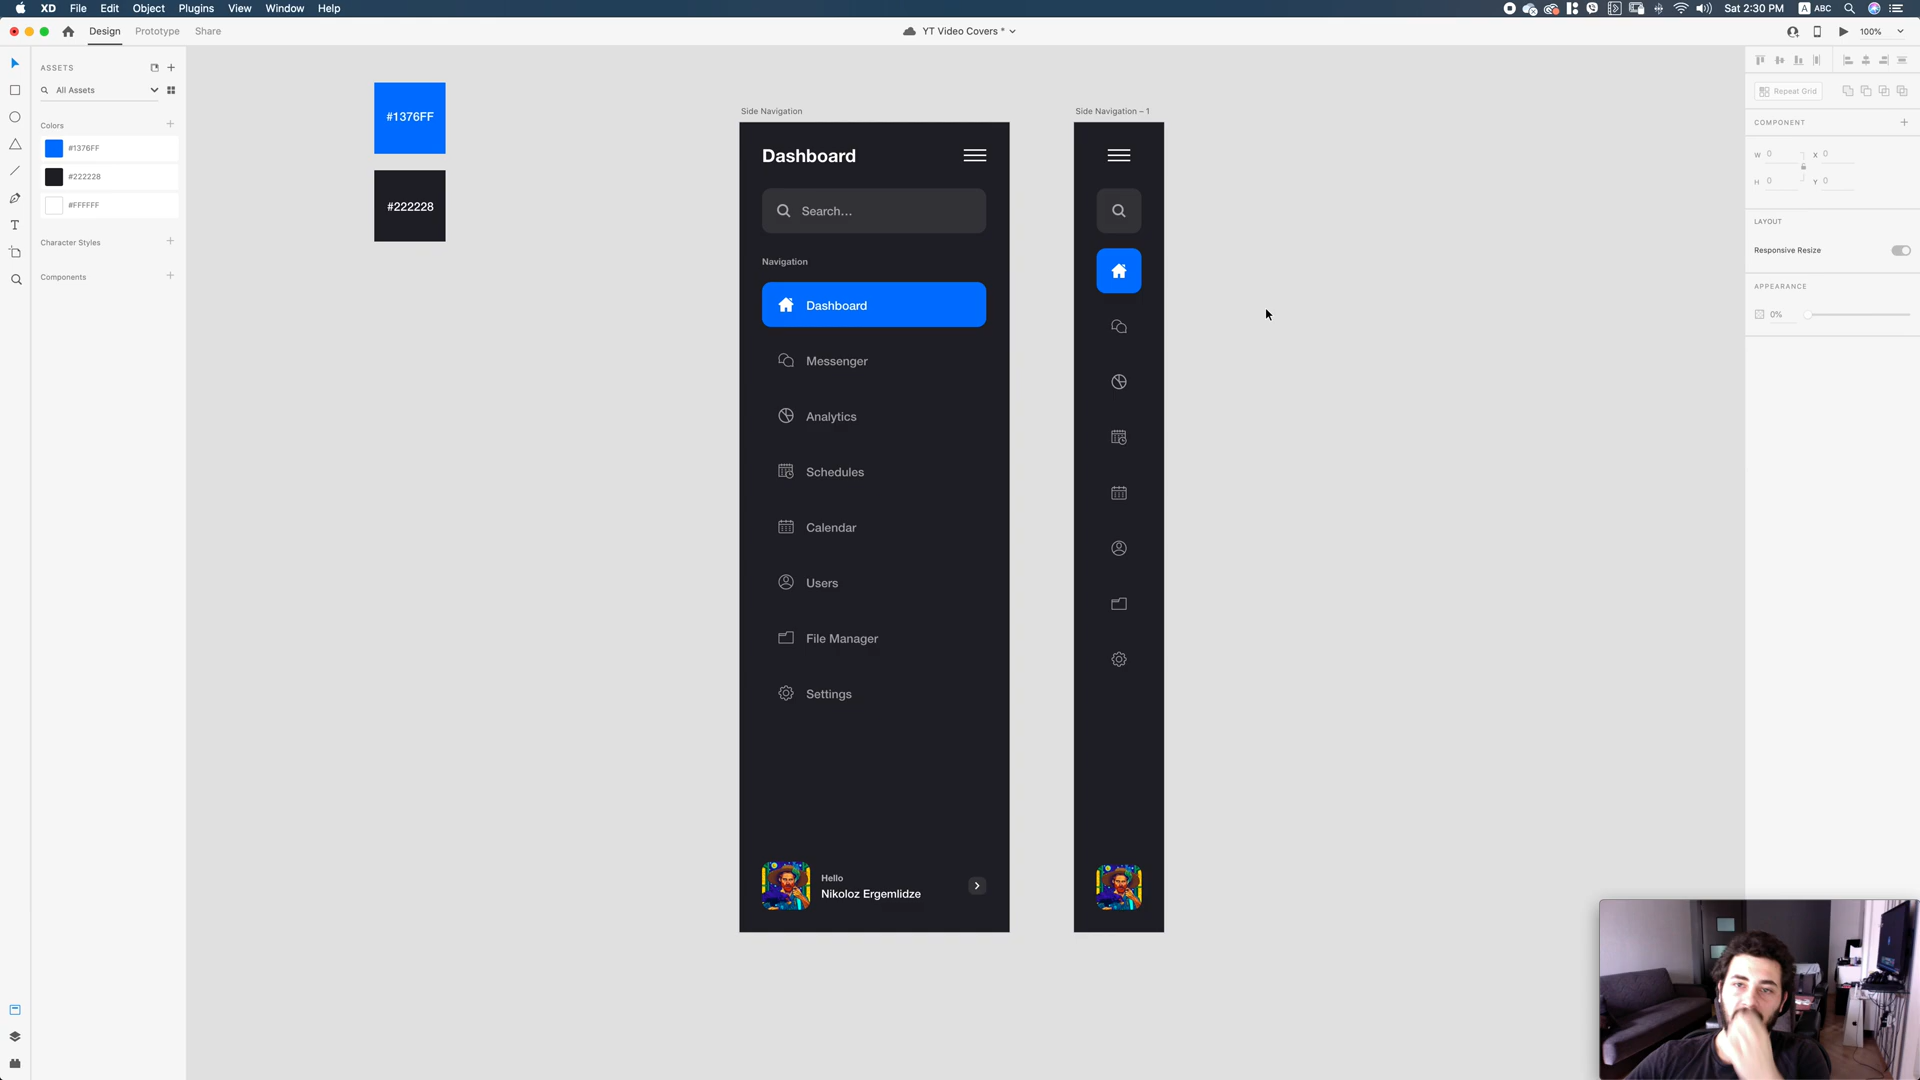 XD File Edit Object Plugins View Window Help
Sat 2:30 PM A ABC
Design Prototype Share
YT Video Covers *
100%
ASSETS
All Assets
Colors
#1376FF
#222228
#FFFFFF
Character Styles
Components
#1376FF
#222228
Side Navigation
Dashboard
Search...
Navigation
Dashboard
Messenger
Analytics
Schedules
Calendar
Users
File Manager
Settings
Hello
Nikoloz Ergemlidze
Side Navigation – 1
Repeat Grid
COMPONENT
W 0 X 0
H 0 Y 0
LAYOUT
Responsive Resize
APPEARANCE
0%